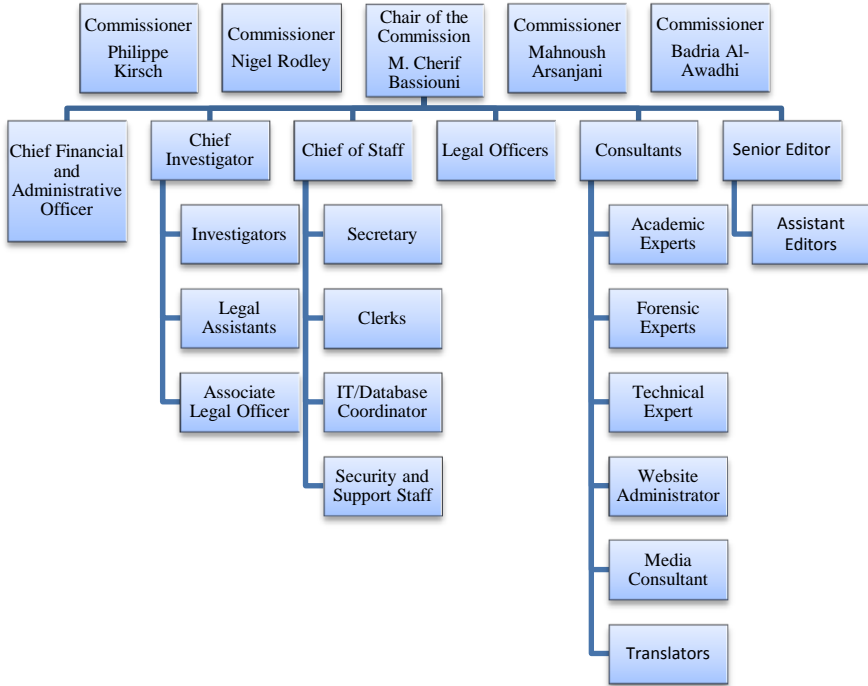 Commissioner
Philippe
Kirsch
Commissioner
Nigel Rodley
Chair of the
Commission
M. Cherif
Bassiouni
Commissioner
Mahnoush
Arsanjani
Commissioner
Badria Al-
Awadhi
Chief Financial
and
Administrative
Officer
Chief
Investigator
Investigators
Legal
Assistants
Associate
Legal Officer
Chief of Staff
Secretary
Clerks
IT/Database
Coordinator
Security and
Support Staff
Legal Officers
Consultants
Academic
Experts
Forensic
Experts
Technical
Expert
Website
Administrator
Media
Consultant
Translators
Senior Editor
Assistant
Editors